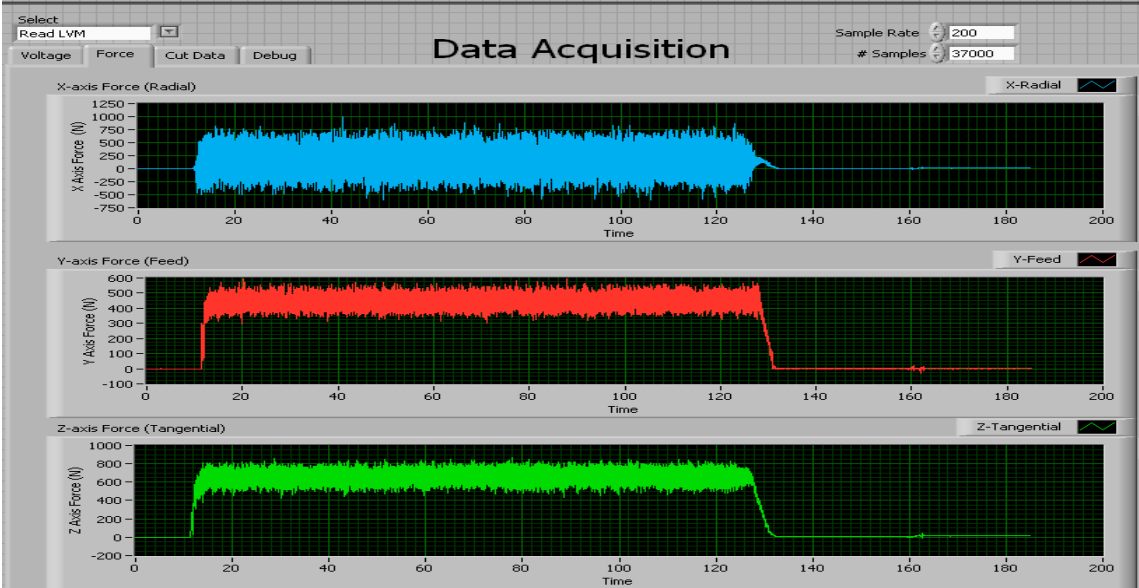 Select
Read LVM
Data Acquisition
Sample Rate 200
# Samples 37000
Voltage Force Cut Data Debug
X-axis Force (Radial)
X-Radial
X Axis Force (N)
1250
1000
750
500
250
0
-250
-500
-750
0 20 40 60 80 100 120 140 160 180 200
Time
Y-axis Force (Feed)
Y-Feed
Y Axis Force (N)
600
500
400
300
200
100
0
-100
0 20 40 60 80 100 120 140 160 180 200
Time
Z-axis Force (Tangential)
Z-Tangential
Z Axis Force (N)
1000
800
600
400
200
0
-200
0 20 40 60 80 100 120 140 160 180 200
Time